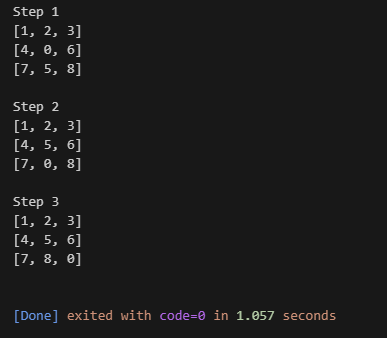 Step 1
[1, 2, 3]
[4, 0, 6]
[7, 5, 8]
Step 2
[1, 2, 3]
[4, 5, 6]
[7, 0, 8]
Step 3
[1, 2, 3]
[4, 5, 6]
[7, 8, 0]
[Done] exited with code=0 in 1.057 seconds